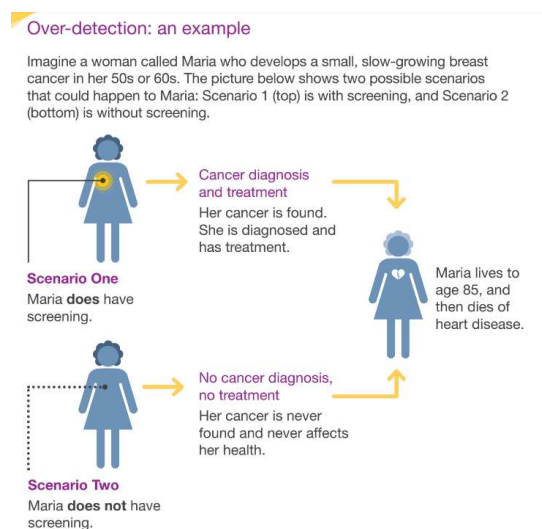 Over-detection: an example
Imagine a woman called Maria who develops a small, slow-growing breast
cancer in her 50s or 60s. The picture below shows two possible scenarios
that could happen to Maria: Scenario 1 (top) is with screening, and Scenario 2
(bottom) is without screening.
Cancer diagnosis
and treatment
Her cancer is found.
She is diagnosed and
has treatment.
Scenario One
Maria does have
screening.
Maria lives to
age 85, and
then dies of
heart disease.
No cancer diagnosis,
no treatment
Her cancer is never
found and never affects
her health.
Scenario Two
Maria does not have
screening.